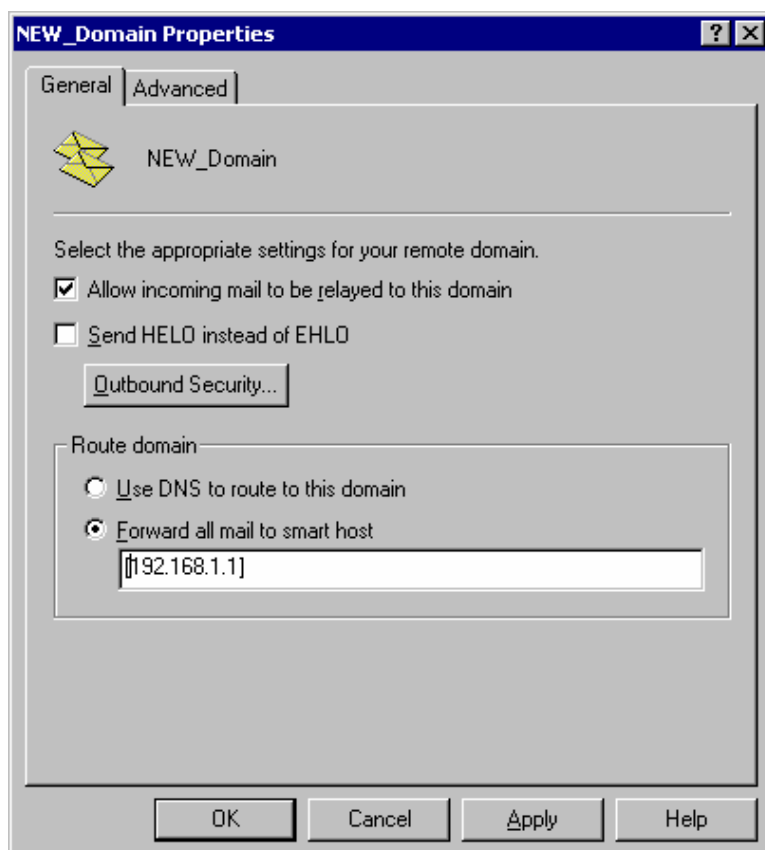 NEW_Domain Properties
General Advanced
NEW_Domain
Select the appropriate settings for your remote domain.
Allow incoming mail to be relayed to this domain
Send HELO instead of EHLO
Outbound Security...
Route domain
Use DNS to route to this domain
Forward all mail to smart host
[192.168.1.1]
OK Cancel Apply Help